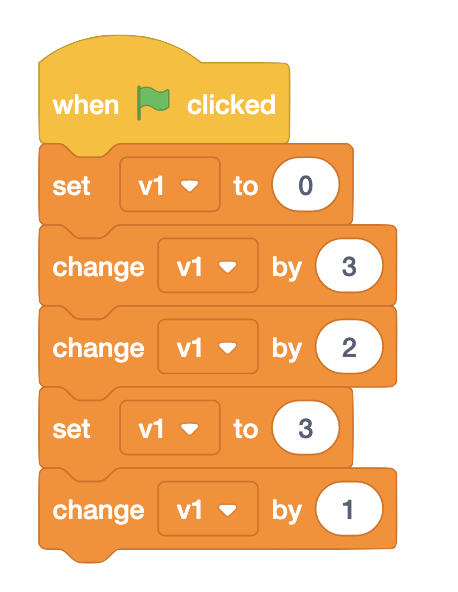 when clicked
set v1 to 0
change v1 by 3
change v1 by 2
set v1 to 3
change v1 by 1